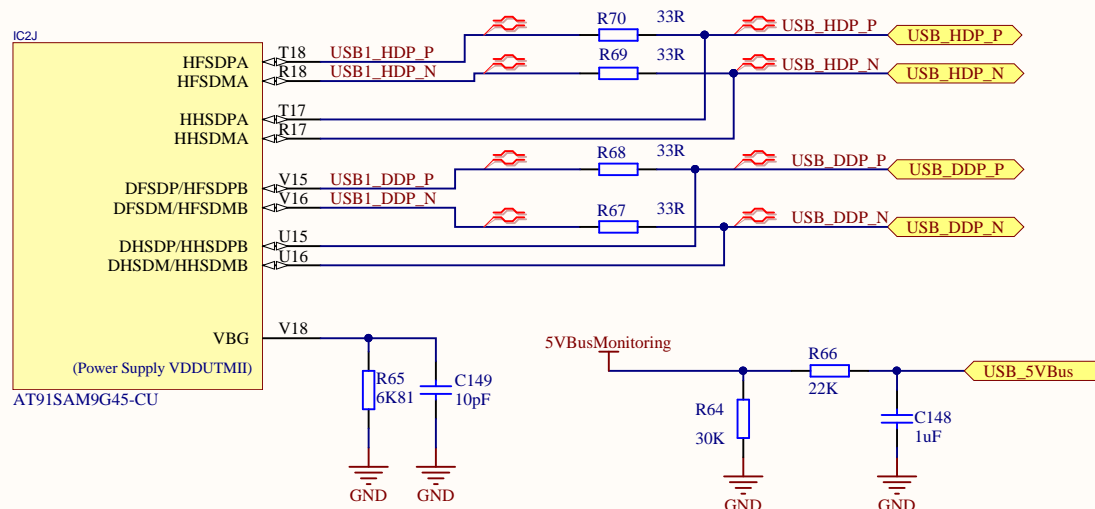 IC2J
HFSDPA
T18
USB1_HDP_P
R70
33R
USB_HDP_P
USB_HDP_P
HFSDMA
R18
USB1_HDP_N
R69
33R
USB_HDP_N
USB_HDP_N
HHSDPA
T17
HHSDMA
R17
DFSDP/HFSDPB
V15
USB1_DDP_P
R68
33R
USB_DDP_P
USB_DDP_P
DFSDM/HFSDMB
V16
USB1_DDP_N
R67
33R
USB_DDP_N
USB_DDP_N
DHSDP/HHSDPB
U15
DHSDM/HHSDMB
U16
VBG
V18
(Power Supply VDDUTMII)
AT91SAM9G45-CU
R65
6K81
C149
10pF
GND
GND
5VBusMonitoring
R66
22K
USB_5VBus
R64
30K
C148
1uF
GND
GND